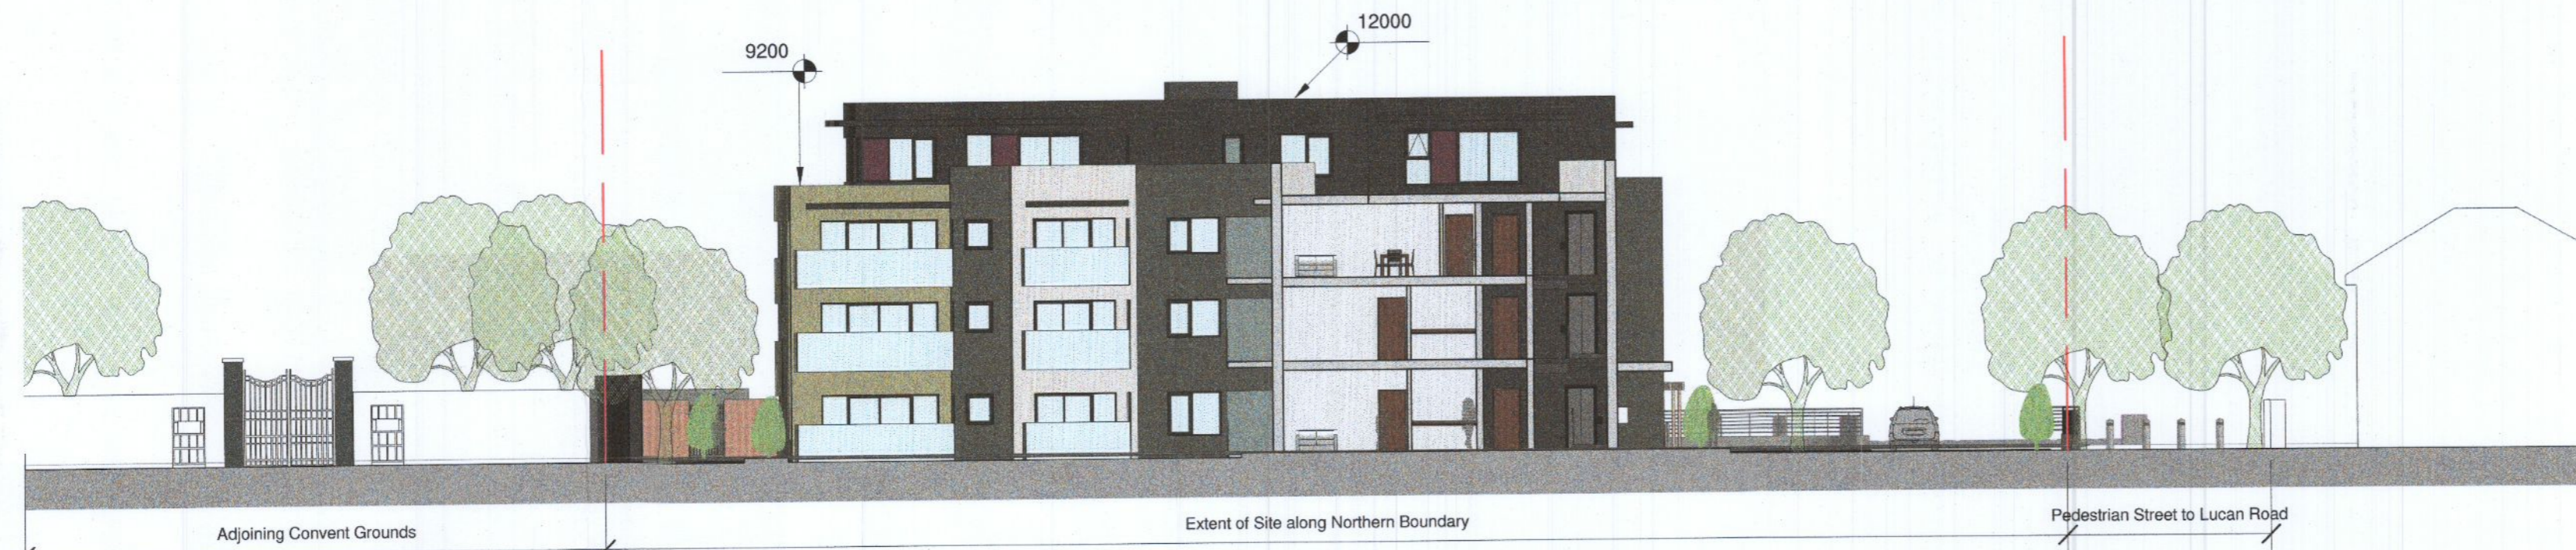 12000
9200
Adjoining Convent Grounds
Extent of Site along Northern Boundary
Pedestrian Street to Lucan Road